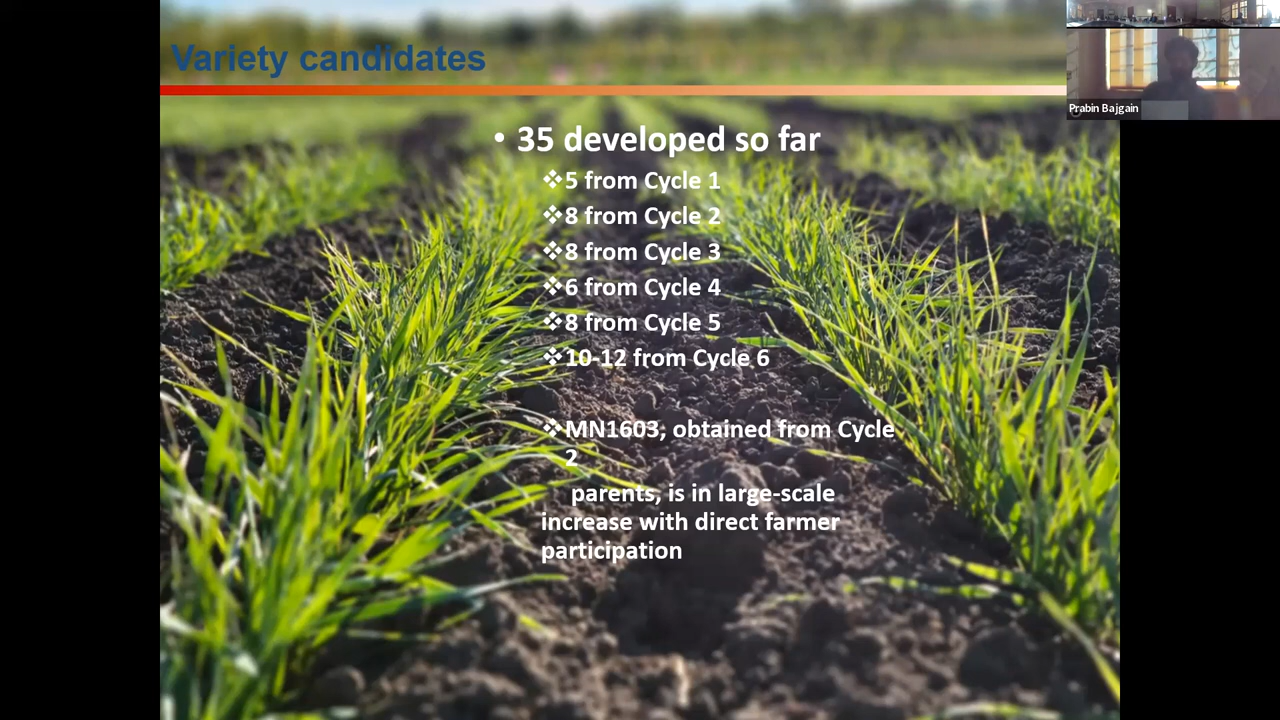 Variety candidates
Prabin Bajgain
• 35 developed so far
❖5 from Cycle 1
❖8 from Cycle 2
❖8 from Cycle 3
❖6 from Cycle 4
❖8 from Cycle 5
❖10-12 from Cycle 6
❖MN1603, obtained from Cycle
2
parents, is in large-scale
increase with direct farmer
participation